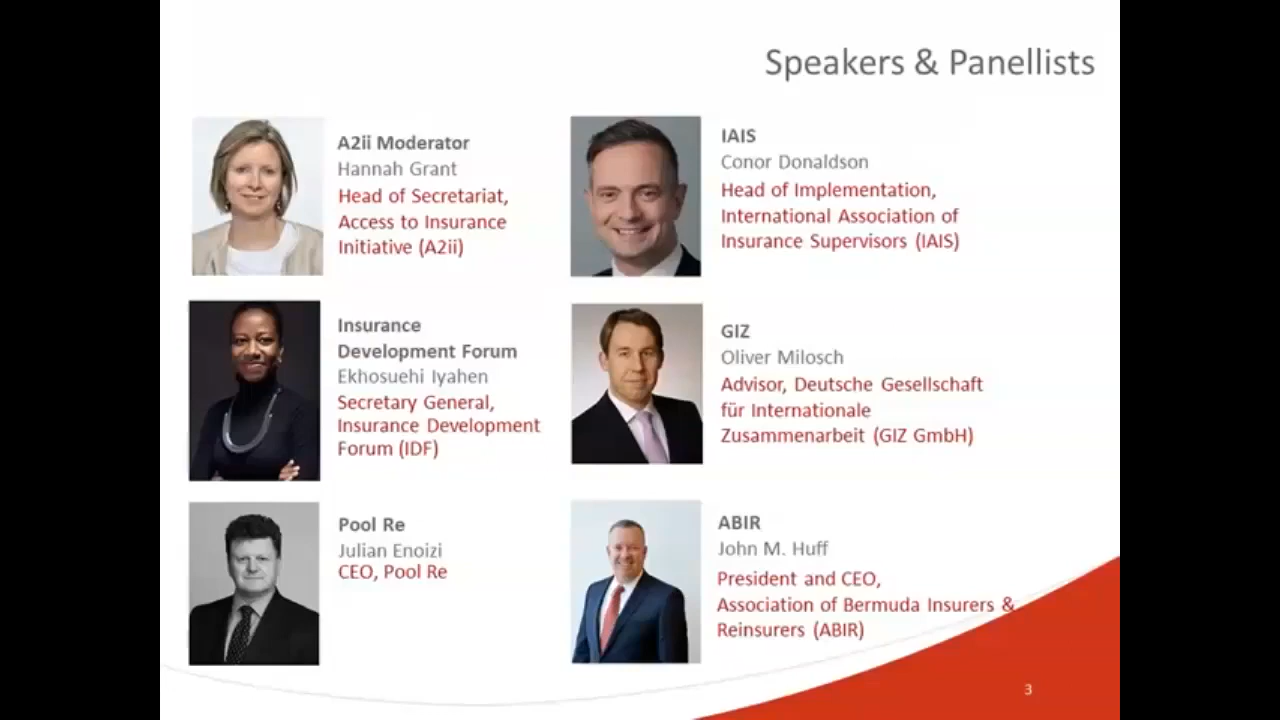 Speakers & Panellists
A2ii Moderator
Hannah Grant
Head of Secretariat,
Access to Insurance
Initiative (A2ii)
IAIS
Conor Donaldson
Head of Implementation,
International Association of
Insurance Supervisors (IAIS)
Insurance
Development Forum
Ekhosuehi Iyahen
Secretary General,
Insurance Development
Forum (IDF)
GIZ
Oliver Milosch
Advisor, Deutsche Gesellschaft
für Internationale
Zusammenarbeit (GIZ GmbH)
Pool Re
Julian Enoizi
CEO, Pool Re
ABIR
John M. Huff
President and CEO,
Association of Bermuda Insurers &
Reinsurers (ABIR)
3